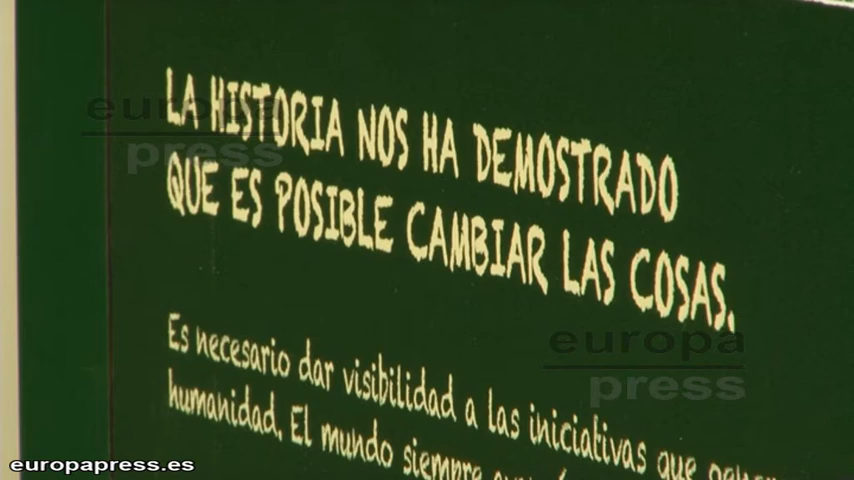 LA HISTORIA NOS HA DEMOSTRADO
QUE ES POSIBLE CAMBIAR LAS COSAS.
Es necesario dar visibilidad a las iniciativas que
humanidad. El mundo siempre
europa
press
europa
press
europapress.es